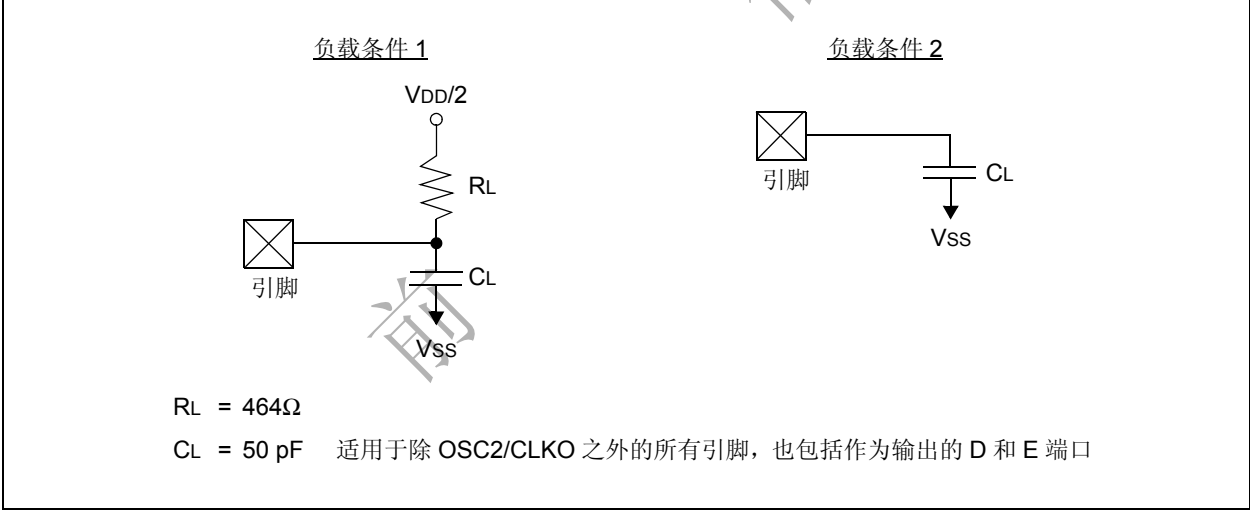 负载条件 1
负载条件 2
VDD/2
RL
引脚
CL
VSS
引脚
CL
VSS
前
RL = 464Ω
CL = 50 pF 适用于除 OSC2/CLKO 之外的所有引脚，也包括作为输出的 D 和 E 端口